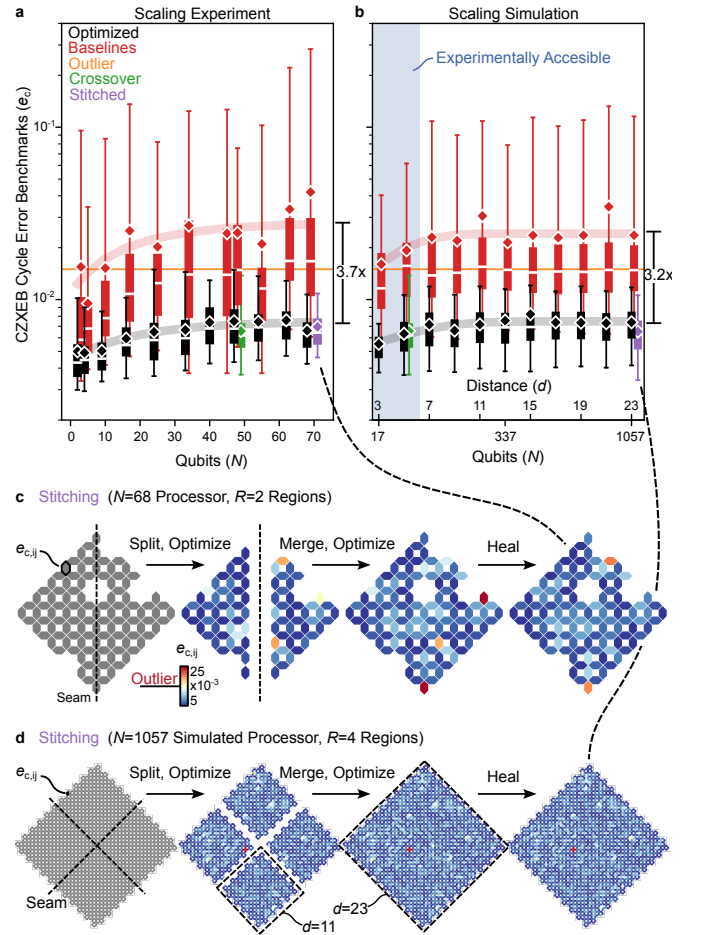 a Scaling Experiment
b Scaling Simulation
Optimized
Baselines
Outlier
Crossover
Stitched
Experimentally Accesible
CZXEB Cycle Error Benchmarks (e_c)
10^-1
10^-2
3.7x
3.2x
0 10 20 30 40 50 60 70
Qubits (N)
Distance (d)
3 7 11 15 19 23
17 337 1057
Qubits (N)
c Stitching (N=68 Processor, R=2 Regions)
e_c,ij
Split, Optimize
Merge, Optimize
Heal
Seam
e_c,ij
Outlier
25
x10^-3
5
d Stitching (N=1057 Simulated Processor, R=4 Regions)
e_c,ij
Split, Optimize
Merge, Optimize
Heal
Seam
d=11
d=23